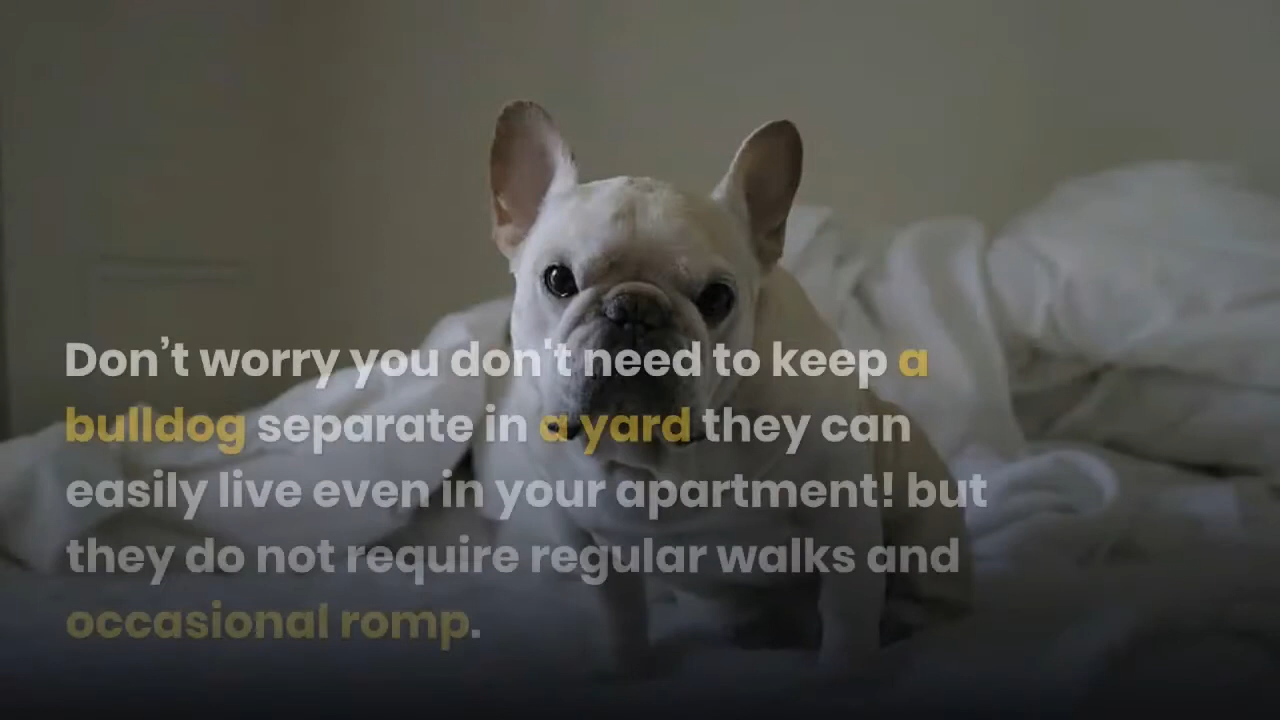 Don’t worry you don't need to keep a
bulldog separate in a yard they can
easily live even in your apartment! but
they do not require regular walks and
occasional romp.